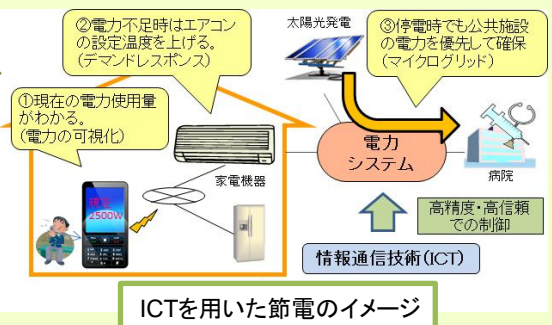 ②電力不足時はエアコン
の設定温度を上げる。
(デマンドレスポンス)
太陽光発電
③停電時でも公共施設
の電力を優先して確保
(マイクログリッド)
①現在の電力使用量
がわかる。
(電力の可視化)
家電機器
電力
システム
病院
現在
2500W
高精度・高信頼
での制御
情報通信技術(ICT)
ICTを用いた節電のイメージ